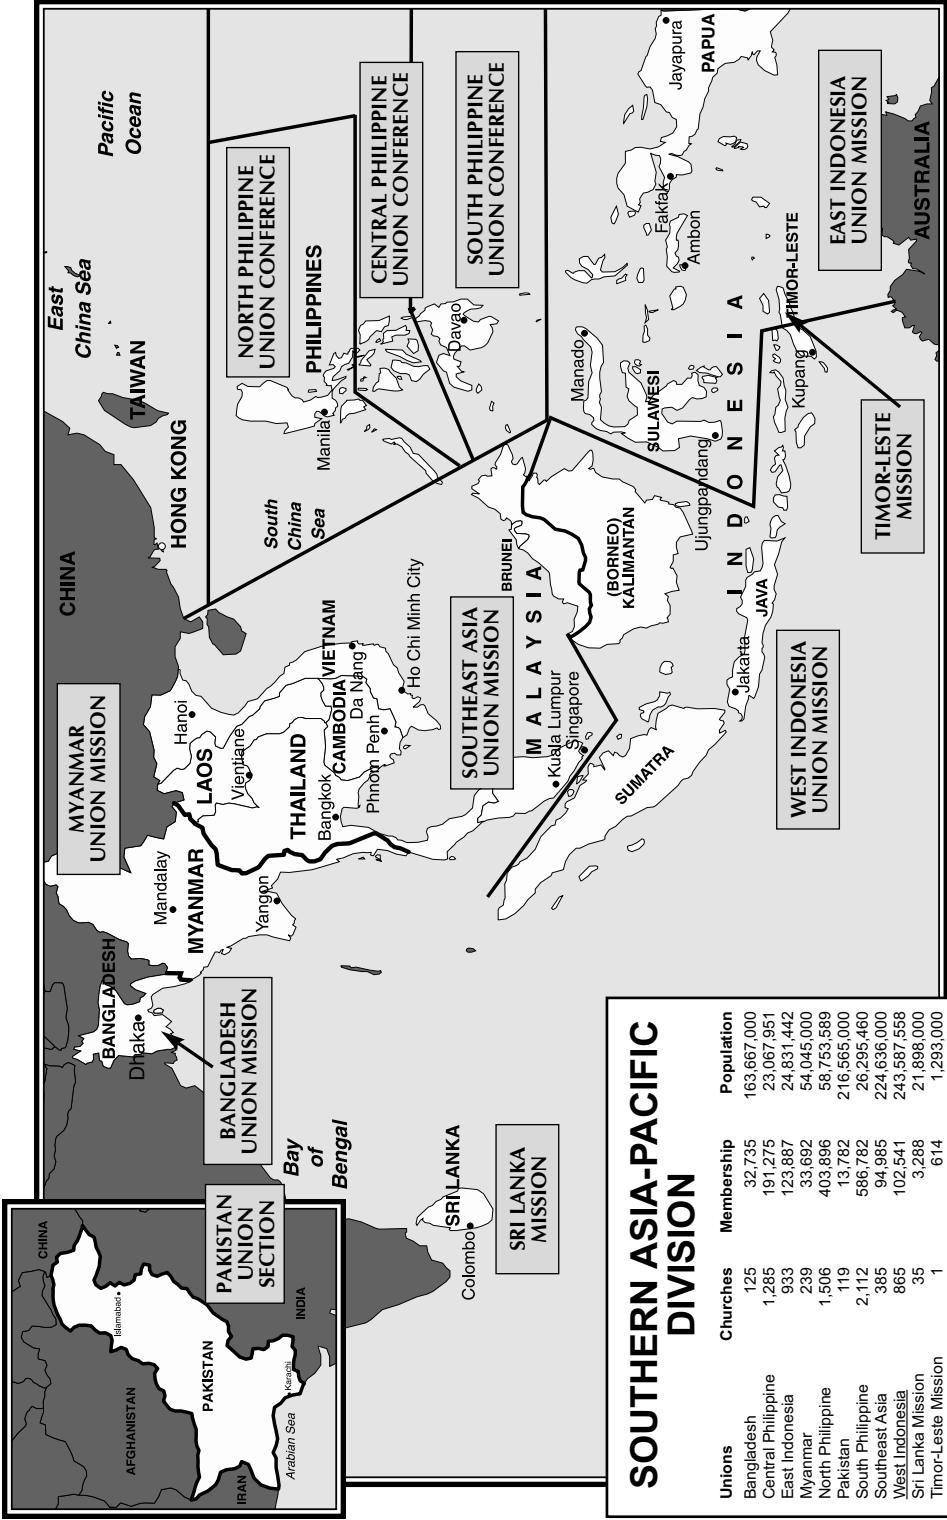 CHINA
AFGHANISTAN
Islamabad
PAKISTAN
IRAN
Karachi
INDIA
Arabian Sea
PAKISTAN
UNION
SECTION
BANGLADESH
Dhaka
BANGLADESH
UNION MISSION
MYANMAR
UNION MISSION
MYANMAR
Mandalay
Yangon
CHINA
HONG KONG
TAIWAN
East
China Sea
Pacific
Ocean
LAOS
Hanoi
Vientiane
THAILAND
Bangkok
CAMBODIA
Phnom Penh
VIETNAM
Da Nang
Ho Chi Minh City
South
China
Sea
NORTH PHILIPPINE
UNION CONFERENCE
PHILIPPINES
Manila
CENTRAL PHILIPPINE
UNION CONFERENCE
SOUTH PHILIPPINE
UNION CONFERENCE
Davao
Bay
of
Bengal
SRI LANKA
Colombo
SRI LANKA
MISSION
SOUTHEAST ASIA
UNION MISSION
BRUNEI
MALAYSIA
Kuala Lumpur
Singapore
(BORNEO)
KALIMANTAN
SUMATRA
Manado
SULAWESI
Ujungpandang
INDONESIA
Jakarta
JAVA
Fakfak
Ambon
Jayapura
PAPUA
Kupang
TIMOR-LESTE
WEST INDONESIA
UNION MISSION
TIMOR-LESTE
MISSION
EAST INDONESIA
UNION MISSION
AUSTRALIA
SOUTHERN ASIA-PACIFIC
DIVISION
Unions Churches Membership Population
Bangladesh 125 32,735 163,667,000
Central Philippine 1,285 191,275 23,067,951
East Indonesia 933 123,887 24,831,442
Myanmar 239 33,692 54,045,000
North Philippine 1,506 403,896 58,753,589
Pakistan 119 13,782 216,565,000
South Philippine 2,112 586,782 26,295,460
Southeast Asia 385 94,985 224,636,000
West Indonesia 865 102,541 243,587,558
Sri Lanka Mission 35 3,288 21,898,000
Timor-Leste Mission 1 614 1,293,000